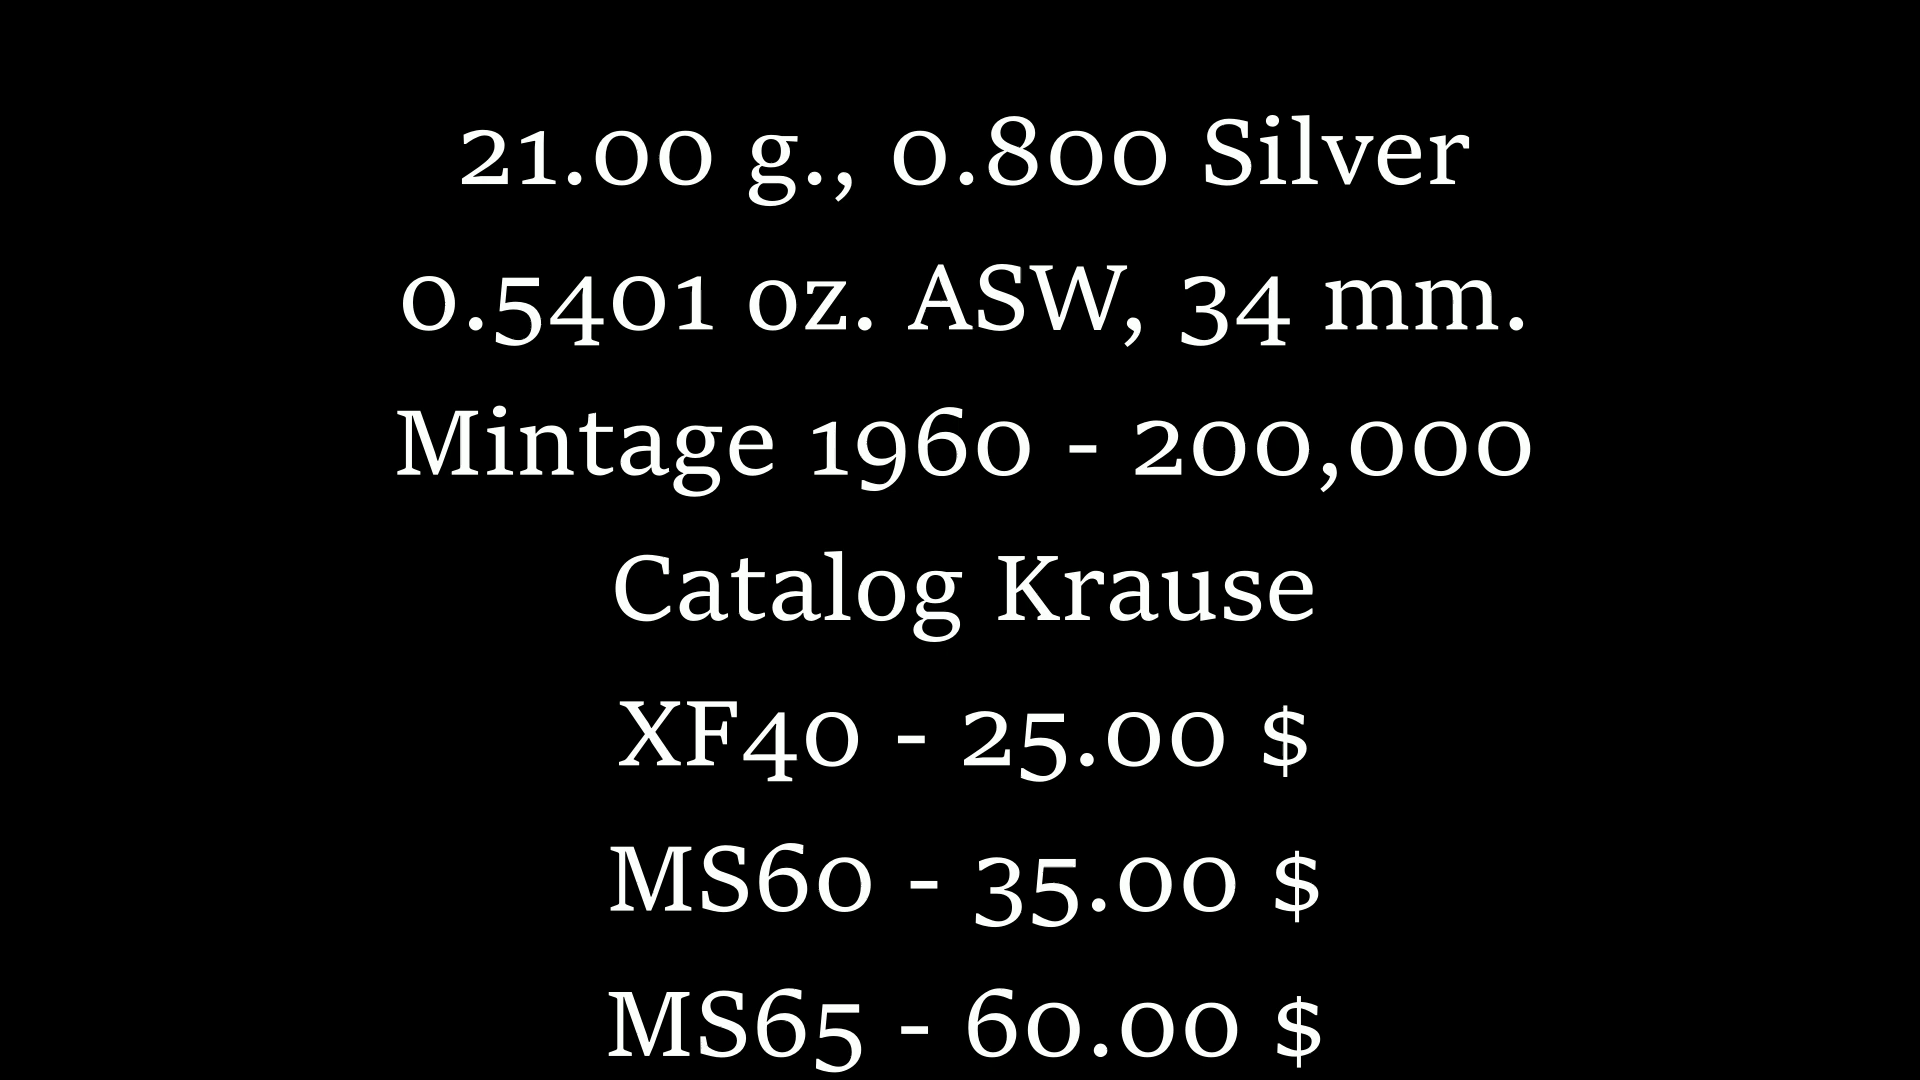 21.00 g., 0.800 Silver
0.5401 oz. ASW, 34 mm.
Mintage 1960 - 200,000
Catalog Krause
XF40 - 25.00 $
MS60 - 35.00 $
MS65 - 60.00 $